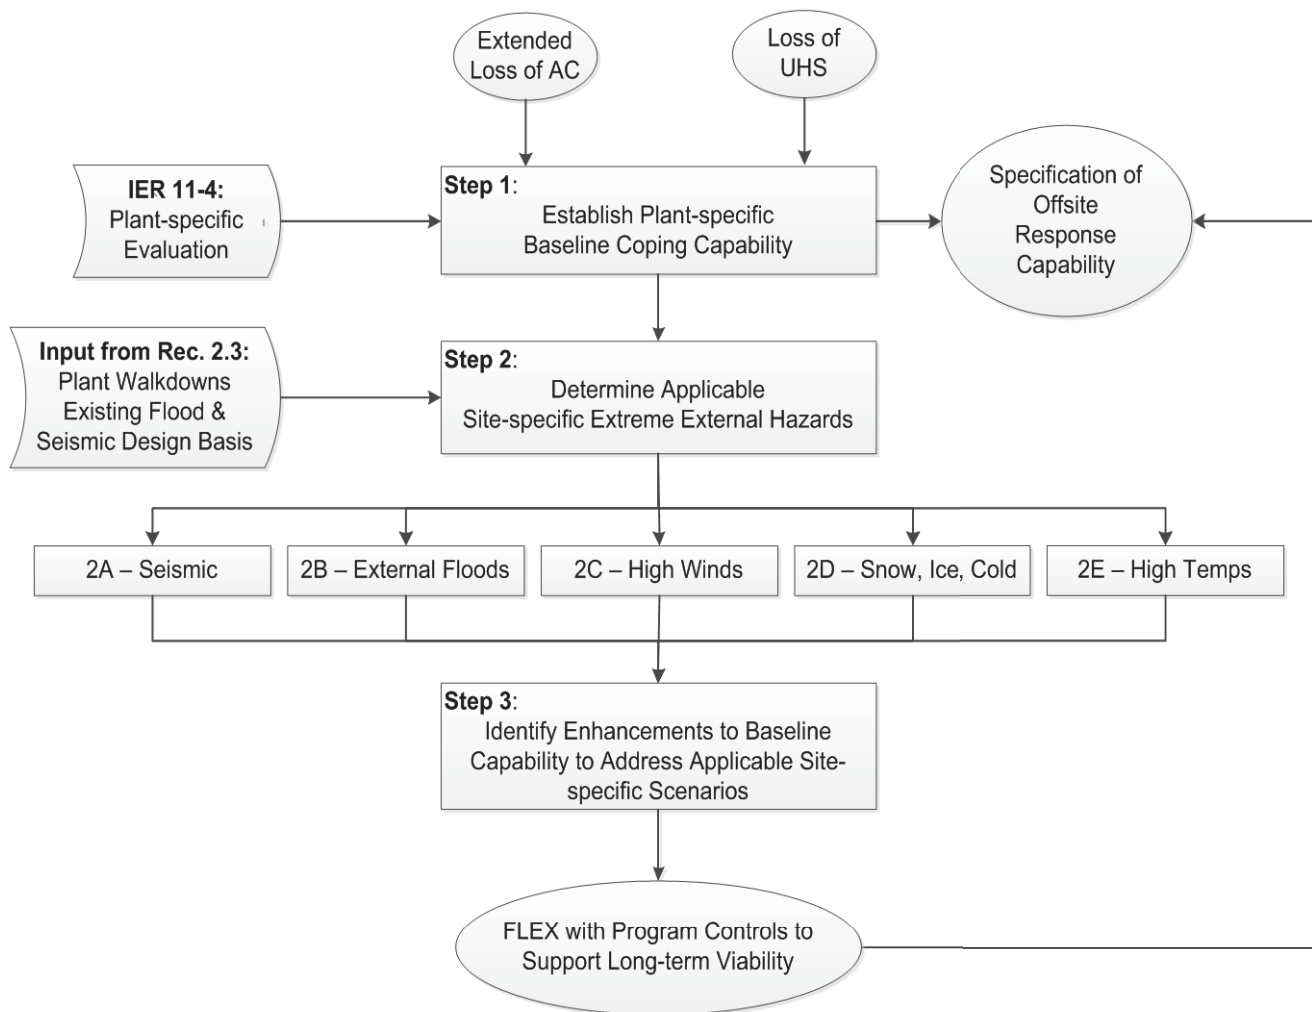 Extended
Loss of AC
Loss of
UHS
IER 11-4:
Plant-specific
Evaluation
Step 1:
Establish Plant-specific
Baseline Coping Capability
Specification of
Offsite
Response
Capability
Input from Rec. 2.3:
Plant Walkdowns
Existing Flood &
Seismic Design Basis
Step 2:
Determine Applicable
Site-specific Extreme External Hazards
2A – Seismic
2B – External Floods
2C – High Winds
2D – Snow, Ice, Cold
2E – High Temps
Step 3:
Identify Enhancements to Baseline
Capability to Address Applicable Site-
specific Scenarios
FLEX with Program Controls to
Support Long-term Viability